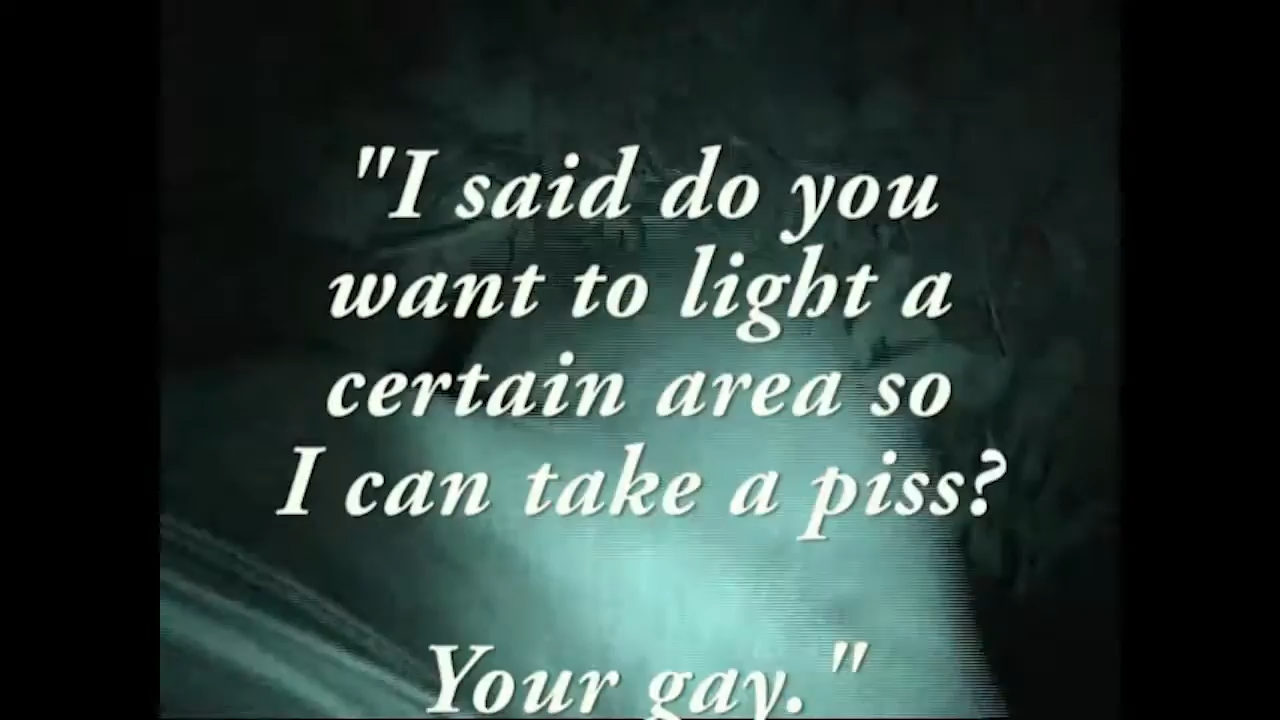 "I said do you
want to light a
certain area so
I can take a piss?
Your gay."